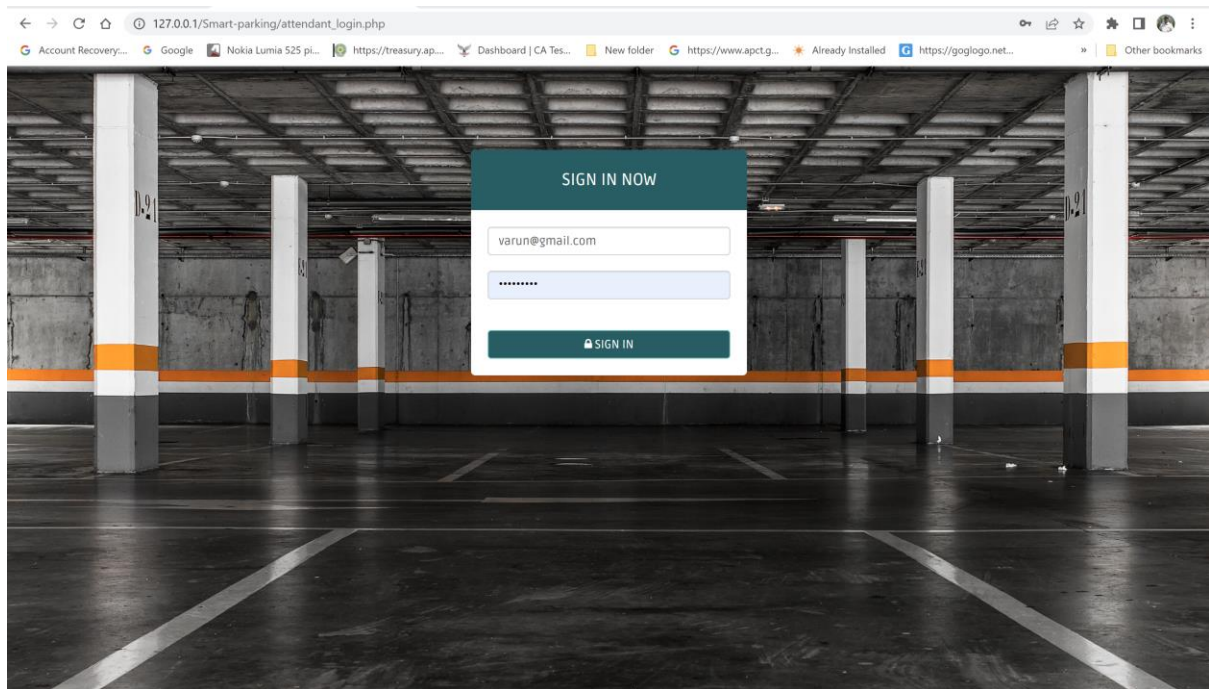 127.0.0.1/Smart-parking/attendant_login.php
Account Recovery:... Google Nokia Lumia 525 pi... https://treasury.ap.... Dashboard | CA Tes... New folder https://www.apct.g... Already Installed https://goglogo.net... » Other bookmarks
D-21
D-21
SIGN IN NOW
varun@gmail.com
•••••••••
SIGN IN